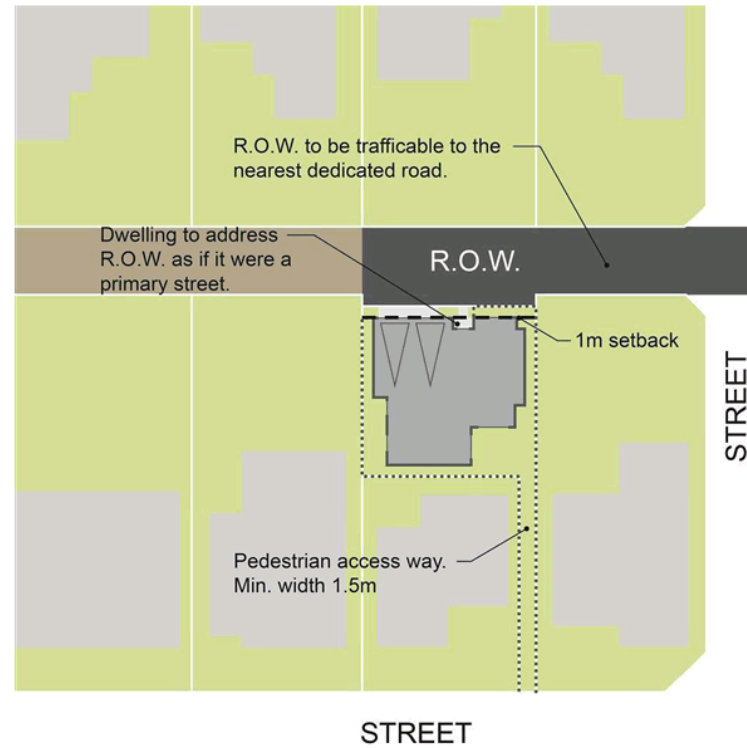 R.O.W. to be trafficable to the
nearest dedicated road.
Dwelling to address
R.O.W. as if it were a
primary street.
R.O.W.
1m setback
STREET
Pedestrian access way.
Min. width 1.5m
STREET